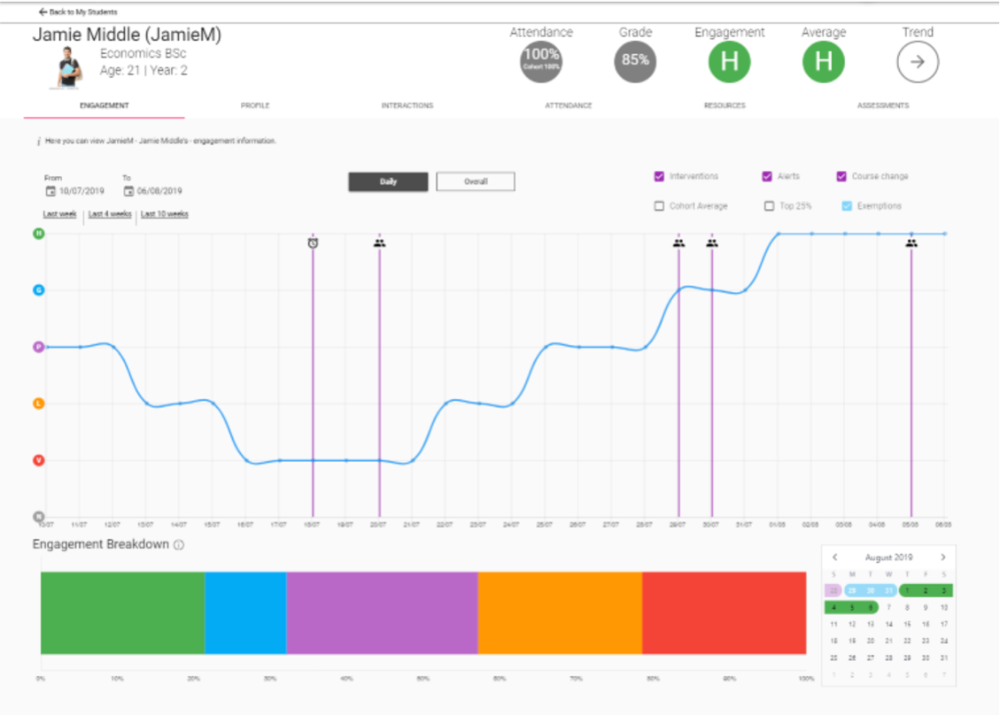 Back to My Students
Jamie Middle (JamieM)
Economics BSc
Age: 21 | Year: 2
Attendance
100%
Cohort 100%
Grade
85%
Engagement
H
Average
H
Trend
ENGAGEMENT
PROFILE
INTERACTIONS
ATTENDANCE
RESOURCES
ASSESSMENTS
i Here you can view JamieM - Jamie Middle's - engagement information.
From
10/07/2019
To
06/08/2019
Last week | Last 4 weeks | Last 10 weeks
Daily
Overall
Interventions
Alerts
Course change
Cohort Average
Top 25%
Exemptions
H
G
P
L
V
N
10/07 11/07 12/07 13/07 14/07 15/07 16/07 17/07 18/07 19/07 20/07 21/07 22/07 23/07 24/07 25/07 26/07 27/07 28/07 29/07 30/07 31/07 01/08 02/08 03/08 04/08 05/08 06/08
Engagement Breakdown
0% 10% 20% 30% 40% 50% 60% 70% 80% 90% 100%
August 2019
S M T W T F S
28 29 30 31 1 2 3
4 5 6 7 8 9 10
11 12 13 14 15 16 17
18 19 20 21 22 23 24
25 26 27 28 29 30 31
1 2 3 4 5 6 7